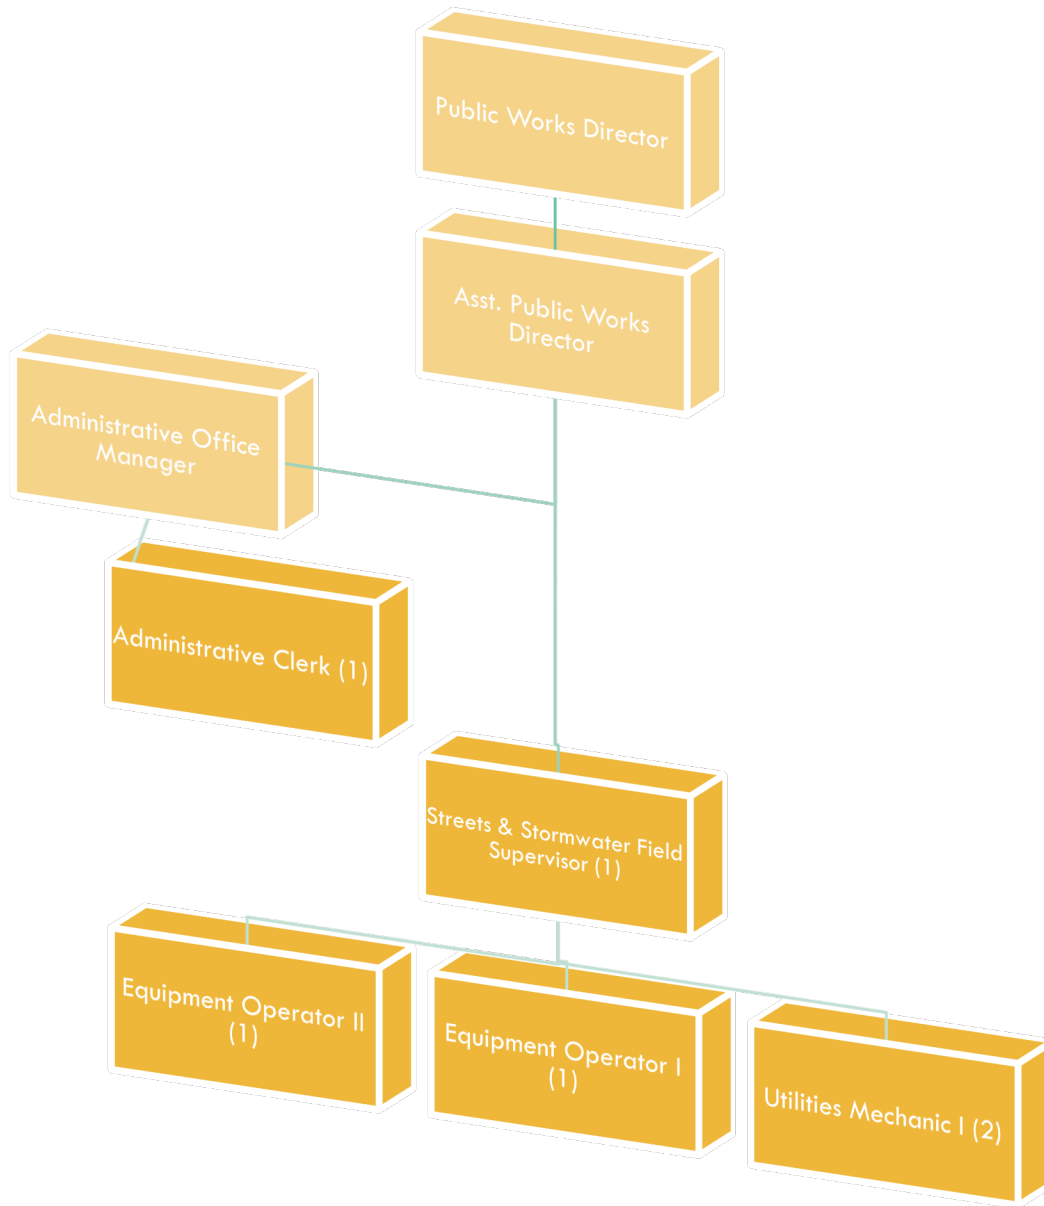 Public Works Director
Asst. Public Works
Director
Administrative Office
Manager
Administrative Clerk (1)
Streets & Stormwater Field
Supervisor (1)
Equipment Operator II
(1)
Equipment Operator I
(1)
Utilities Mechanic I (2)